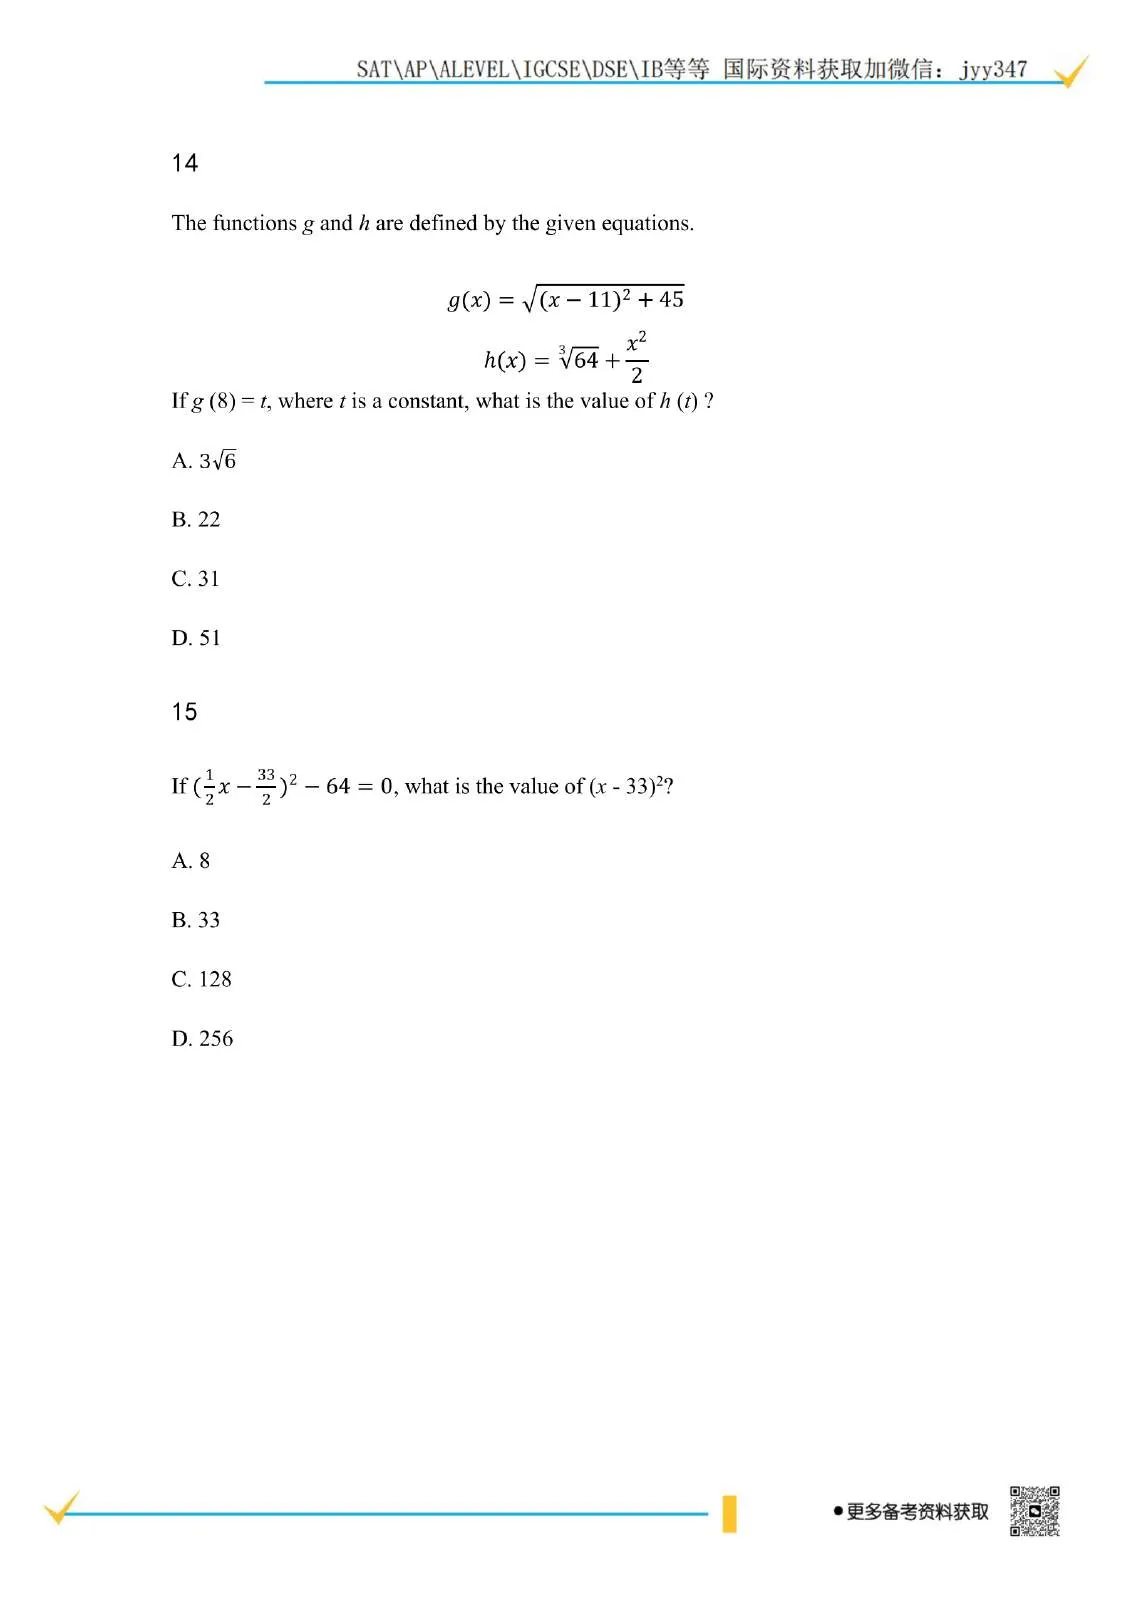 SAT\AP\ALEVEL\IGCSE\DSE\IB等等 国际资料获取加微信：jyy347
14
The functions g and h are defined by the given equations.
g(x) = √((x − 11)² + 45)
h(x) = ∛64 + x²/2
If g (8) = t, where t is a constant, what is the value of h (t) ?
A. 3√6
B. 22
C. 31
D. 51
15
If (1/2 x − 33/2)² − 64 = 0, what is the value of (x - 33)²?
A. 8
B. 33
C. 128
D. 256
●更多备考资料获取